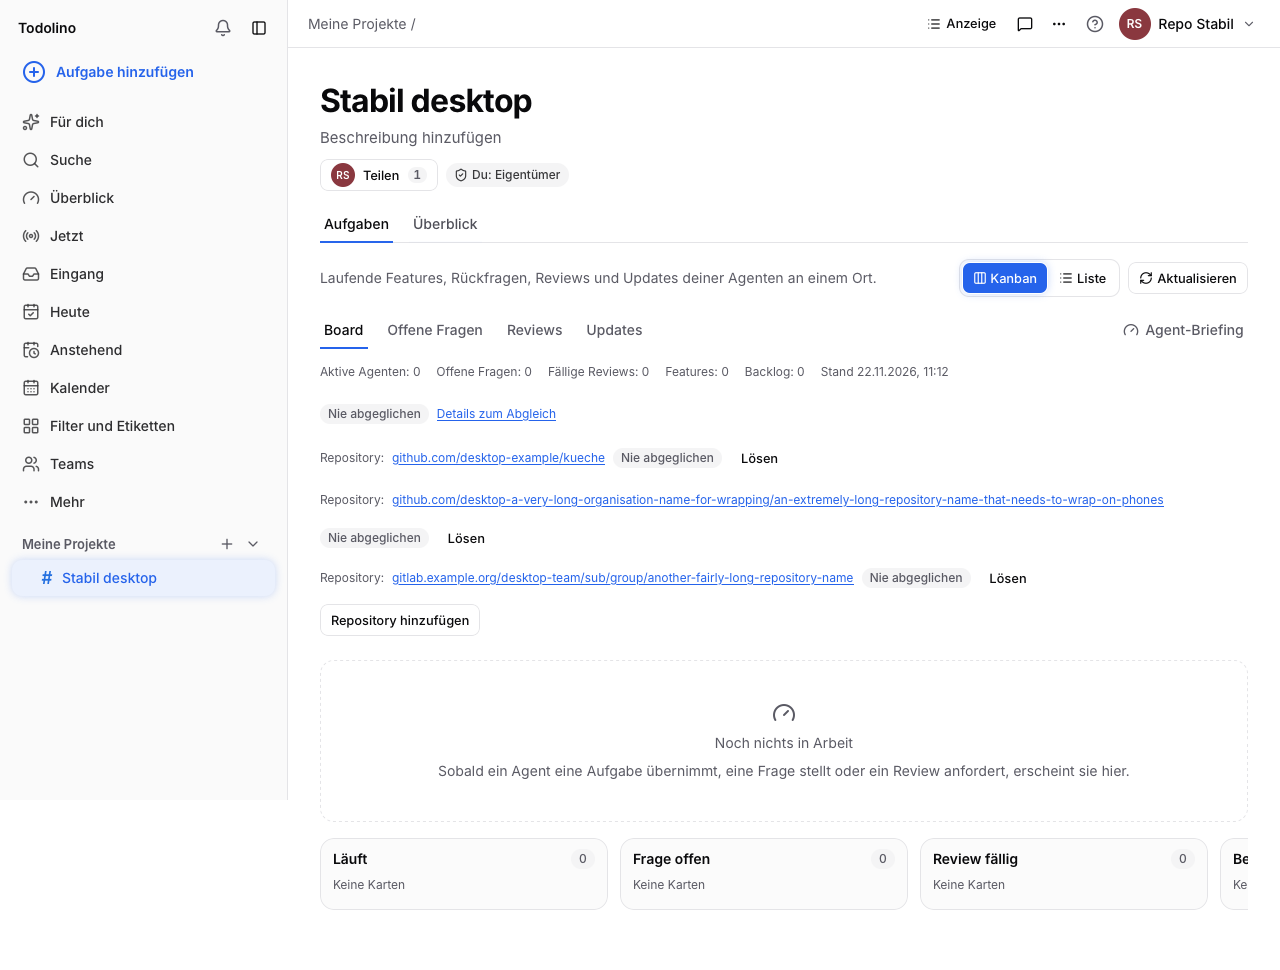 Todolino
Aufgabe hinzufügen
Für dich
Suche
Überblick
Jetzt
Eingang
Heute
Anstehend
Kalender
Filter und Etiketten
Teams
Mehr
Meine Projekte
# Stabil desktop
Meine Projekte /
Anzeige
RS Repo Stabil
Stabil desktop
Beschreibung hinzufügen
RS Teilen 1 Du: Eigentümer
Aufgaben Überblick
Laufende Features, Rückfragen, Reviews und Updates deiner Agenten an einem Ort.
Kanban Liste Aktualisieren
Board Offene Fragen Reviews Updates Agent-Briefing
Aktive Agenten: 0 Offene Fragen: 0 Fällige Reviews: 0 Features: 0 Backlog: 0 Stand 22.11.2026, 11:12
Nie abgeglichen Details zum Abgleich
Repository: github.com/desktop-example/kueche Nie abgeglichen Lösen
Repository: github.com/desktop-a-very-long-organisation-name-for-wrapping/an-extremely-long-repository-name-that-needs-to-wrap-on-phones
Nie abgeglichen Lösen
Repository: gitlab.example.org/desktop-team/sub/group/another-fairly-long-repository-name Nie abgeglichen Lösen
Repository hinzufügen
Noch nichts in Arbeit
Sobald ein Agent eine Aufgabe übernimmt, eine Frage stellt oder ein Review anfordert, erscheint sie hier.
Läuft 0
Keine Karten
Frage offen 0
Keine Karten
Review fällig 0
Keine Karten
Be
Ke